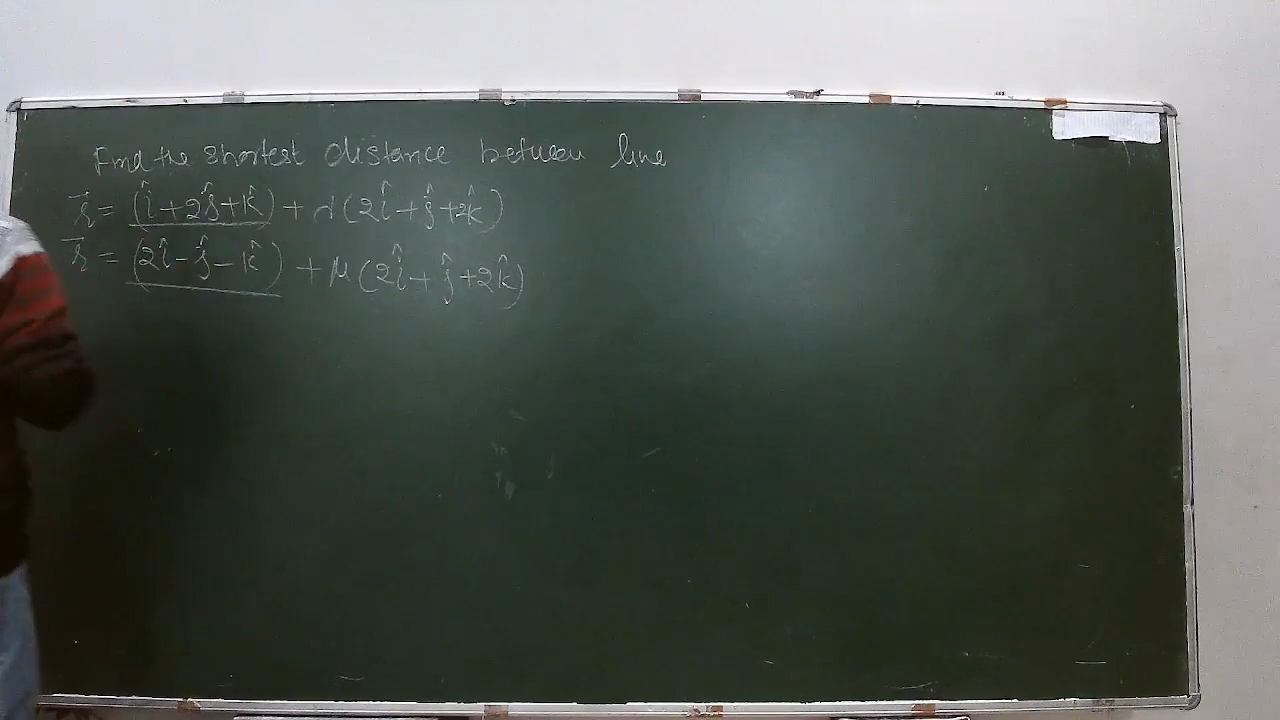 Find the shortest distance between line
r⃗ = (î + 2ĵ + k̂) + λ(2î + ĵ + 2k̂)
r⃗ = (2î - ĵ - k̂) + μ(2î + ĵ + 2k̂)